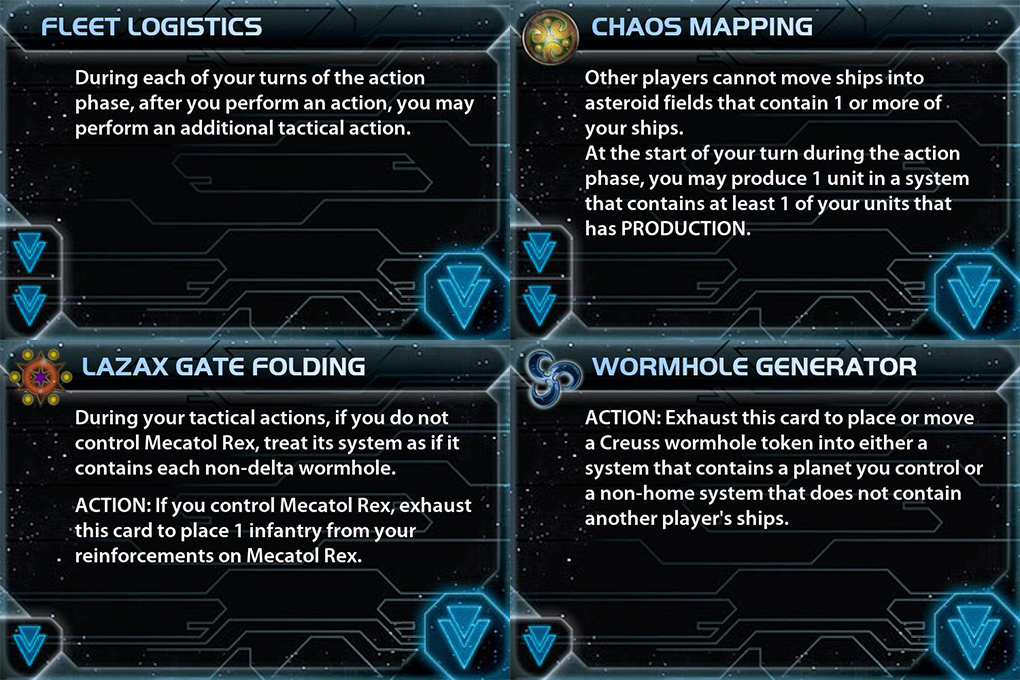 FLEET LOGISTICS
During each of your turns of the action
phase, after you perform an action, you may
perform an additional tactical action.
CHAOS MAPPING
Other players cannot move ships into
asteroid fields that contain 1 or more of
your ships.
At the start of your turn during the action
phase, you may produce 1 unit in a system
that contains at least 1 of your units that
has PRODUCTION.
LAZAX GATE FOLDING
During your tactical actions, if you do not
control Mecatol Rex, treat its system as if it
contains each non-delta wormhole.
ACTION: If you control Mecatol Rex, exhaust
this card to place 1 infantry from your
reinforcements on Mecatol Rex.
WORMHOLE GENERATOR
ACTION: Exhaust this card to place or move
a Creuss wormhole token into either a
system that contains a planet you control or
a non-home system that does not contain
another player's ships.